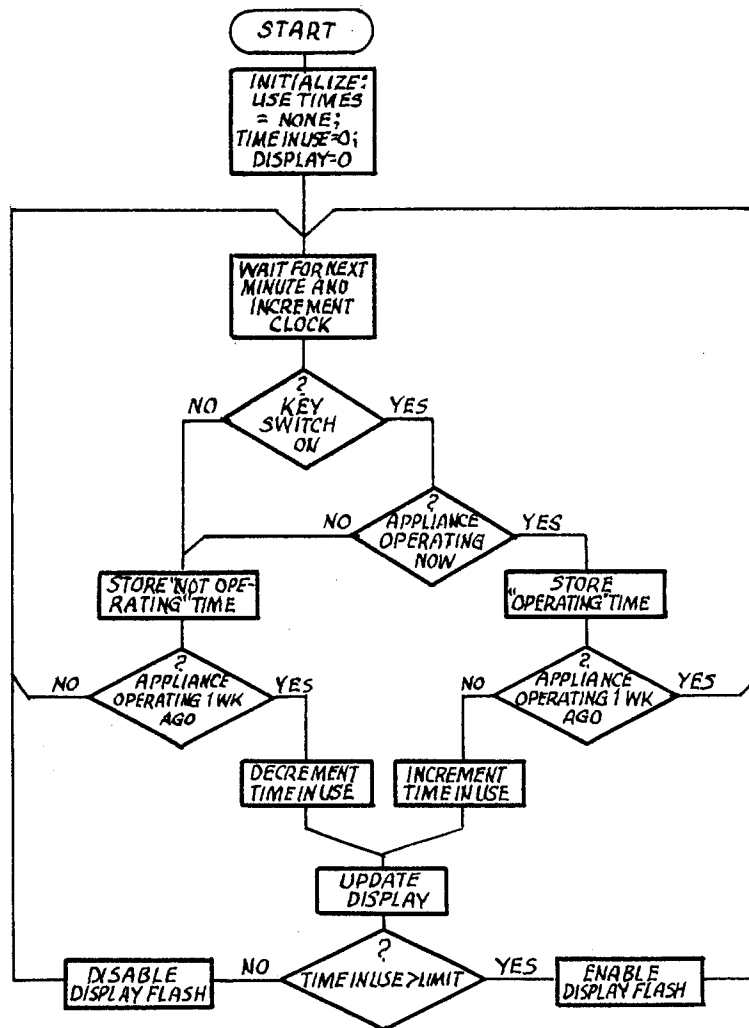 START
INITIALIZE:
USE TIMES
= NONE;
TIME IN USE=0;
DISPLAY=0
WAIT FOR NEXT
MINUTE AND
INCREMENT
CLOCK
?
KEY
SWITCH
ON
NO
YES
?
APPLIANCE
OPERATING
NOW
NO
YES
STORE "NOT OPE-
RATING" TIME
STORE
"OPERATING" TIME
?
APPLIANCE
OPERATING 1 WK
AGO
NO
YES
?
APPLIANCE
OPERATING 1 WK
AGO
NO
YES
DECREMENT
TIME IN USE
INCREMENT
TIME IN USE
UPDATE
DISPLAY
?
TIME IN USE > LIMIT
NO
YES
DISABLE
DISPLAY FLASH
ENABLE
DISPLAY FLASH